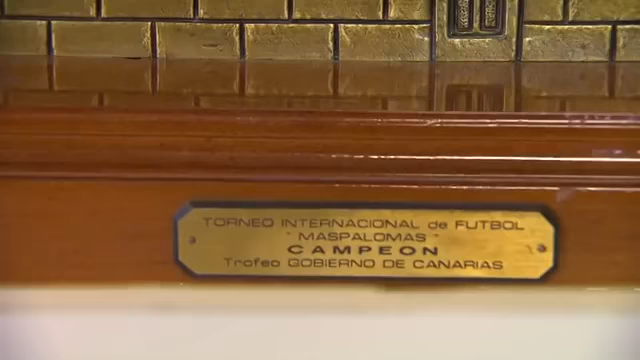 TORNEO INTERNACIONAL de FUTBOL
"MASPALOMAS"
CAMPEON
Trofeo GOBIERNO DE CANARIAS